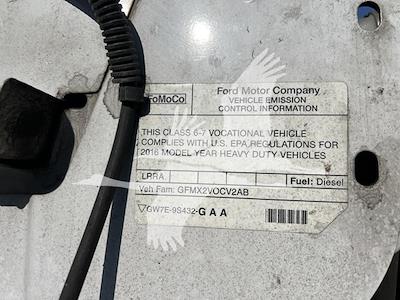 FoMoCo
Ford Motor Company
VEHICLE EMISSION
CONTROL INFORMATION
THIS CLASS 6-7 VOCATIONAL VEHICLE
COMPLIES WITH U.S. EPA REGULATIONS FOR
2016 MODEL YEAR HEAVY DUTY VEHICLES
LRRA: Fuel: Diesel
Veh Fam: GFMX2VOCV2AB
GW7E-9S432-GAA